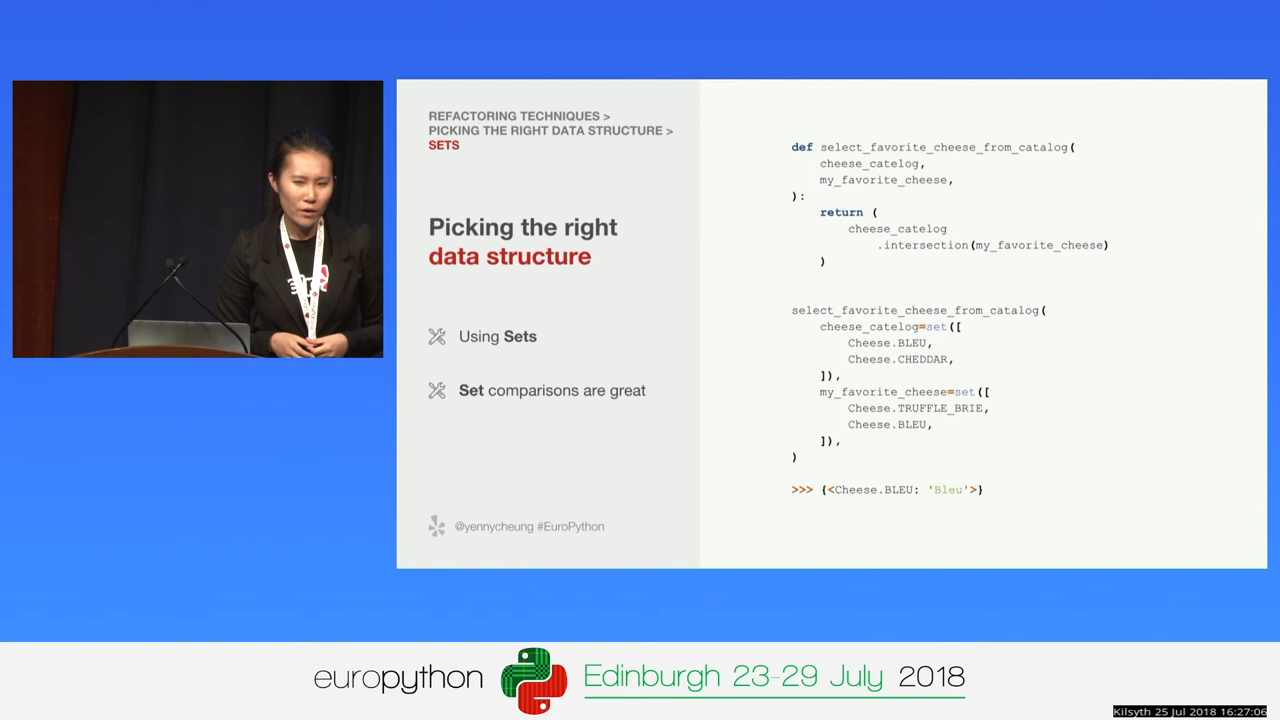 REFACTORING TECHNIQUES >
PICKING THE RIGHT DATA STRUCTURE >
SETS
Picking the right
data structure
Using Sets
Set comparisons are great
@yennycheung #EuroPython
def select_favorite_cheese_from_catalog(
    cheese_catelog,
    my_favorite_cheese,
):
    return (
        cheese_catelog
            .intersection(my_favorite_cheese)
    )
select_favorite_cheese_from_catalog(
    cheese_catelog=set([
        Cheese.BLEU,
        Cheese.CHEDDAR,
    ]),
    my_favorite_cheese=set([
        Cheese.TRUFFLE_BRIE,
        Cheese.BLEU,
    ]),
)
>>> {<Cheese.BLEU: 'Bleu'>}
europython Edinburgh 23-29 July 2018
Kilsyth 25 Jul 2018 16:27:06